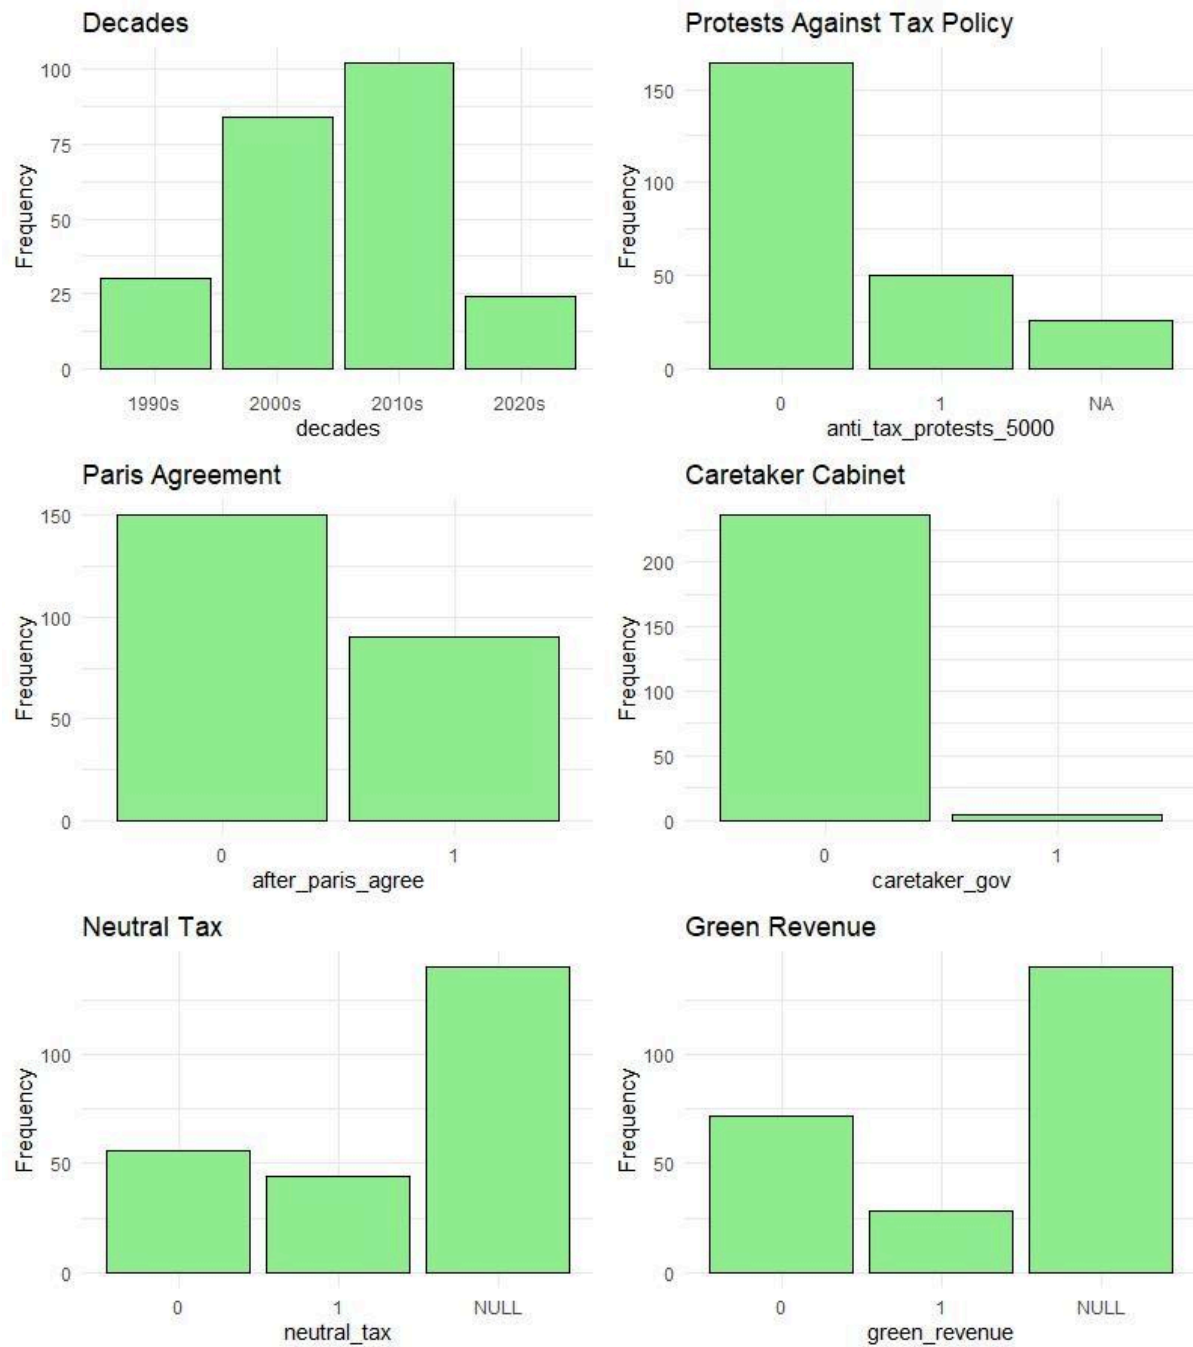 Decades
Frequency
100
75
50
25
0
1990s 2000s 2010s 2020s
decades
Protests Against Tax Policy
Frequency
150
100
50
0
0 1 NA
anti_tax_protests_5000
Paris Agreement
Frequency
150
100
50
0
0 1
after_paris_agree
Caretaker Cabinet
Frequency
200
150
100
50
0
0 1
caretaker_gov
Neutral Tax
Frequency
100
50
0
0 1 NULL
neutral_tax
Green Revenue
Frequency
100
50
0
0 1 NULL
green_revenue